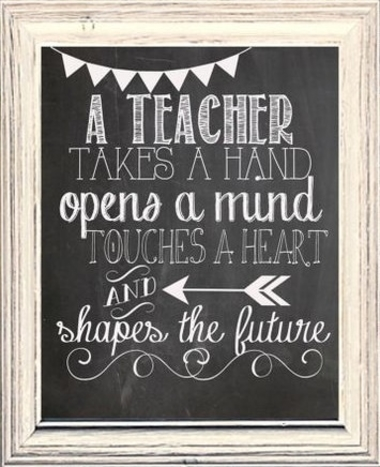 A TEACHER
TAKES A HAND
opens a mind
TOUCHES A HEART
AND
shapes the future